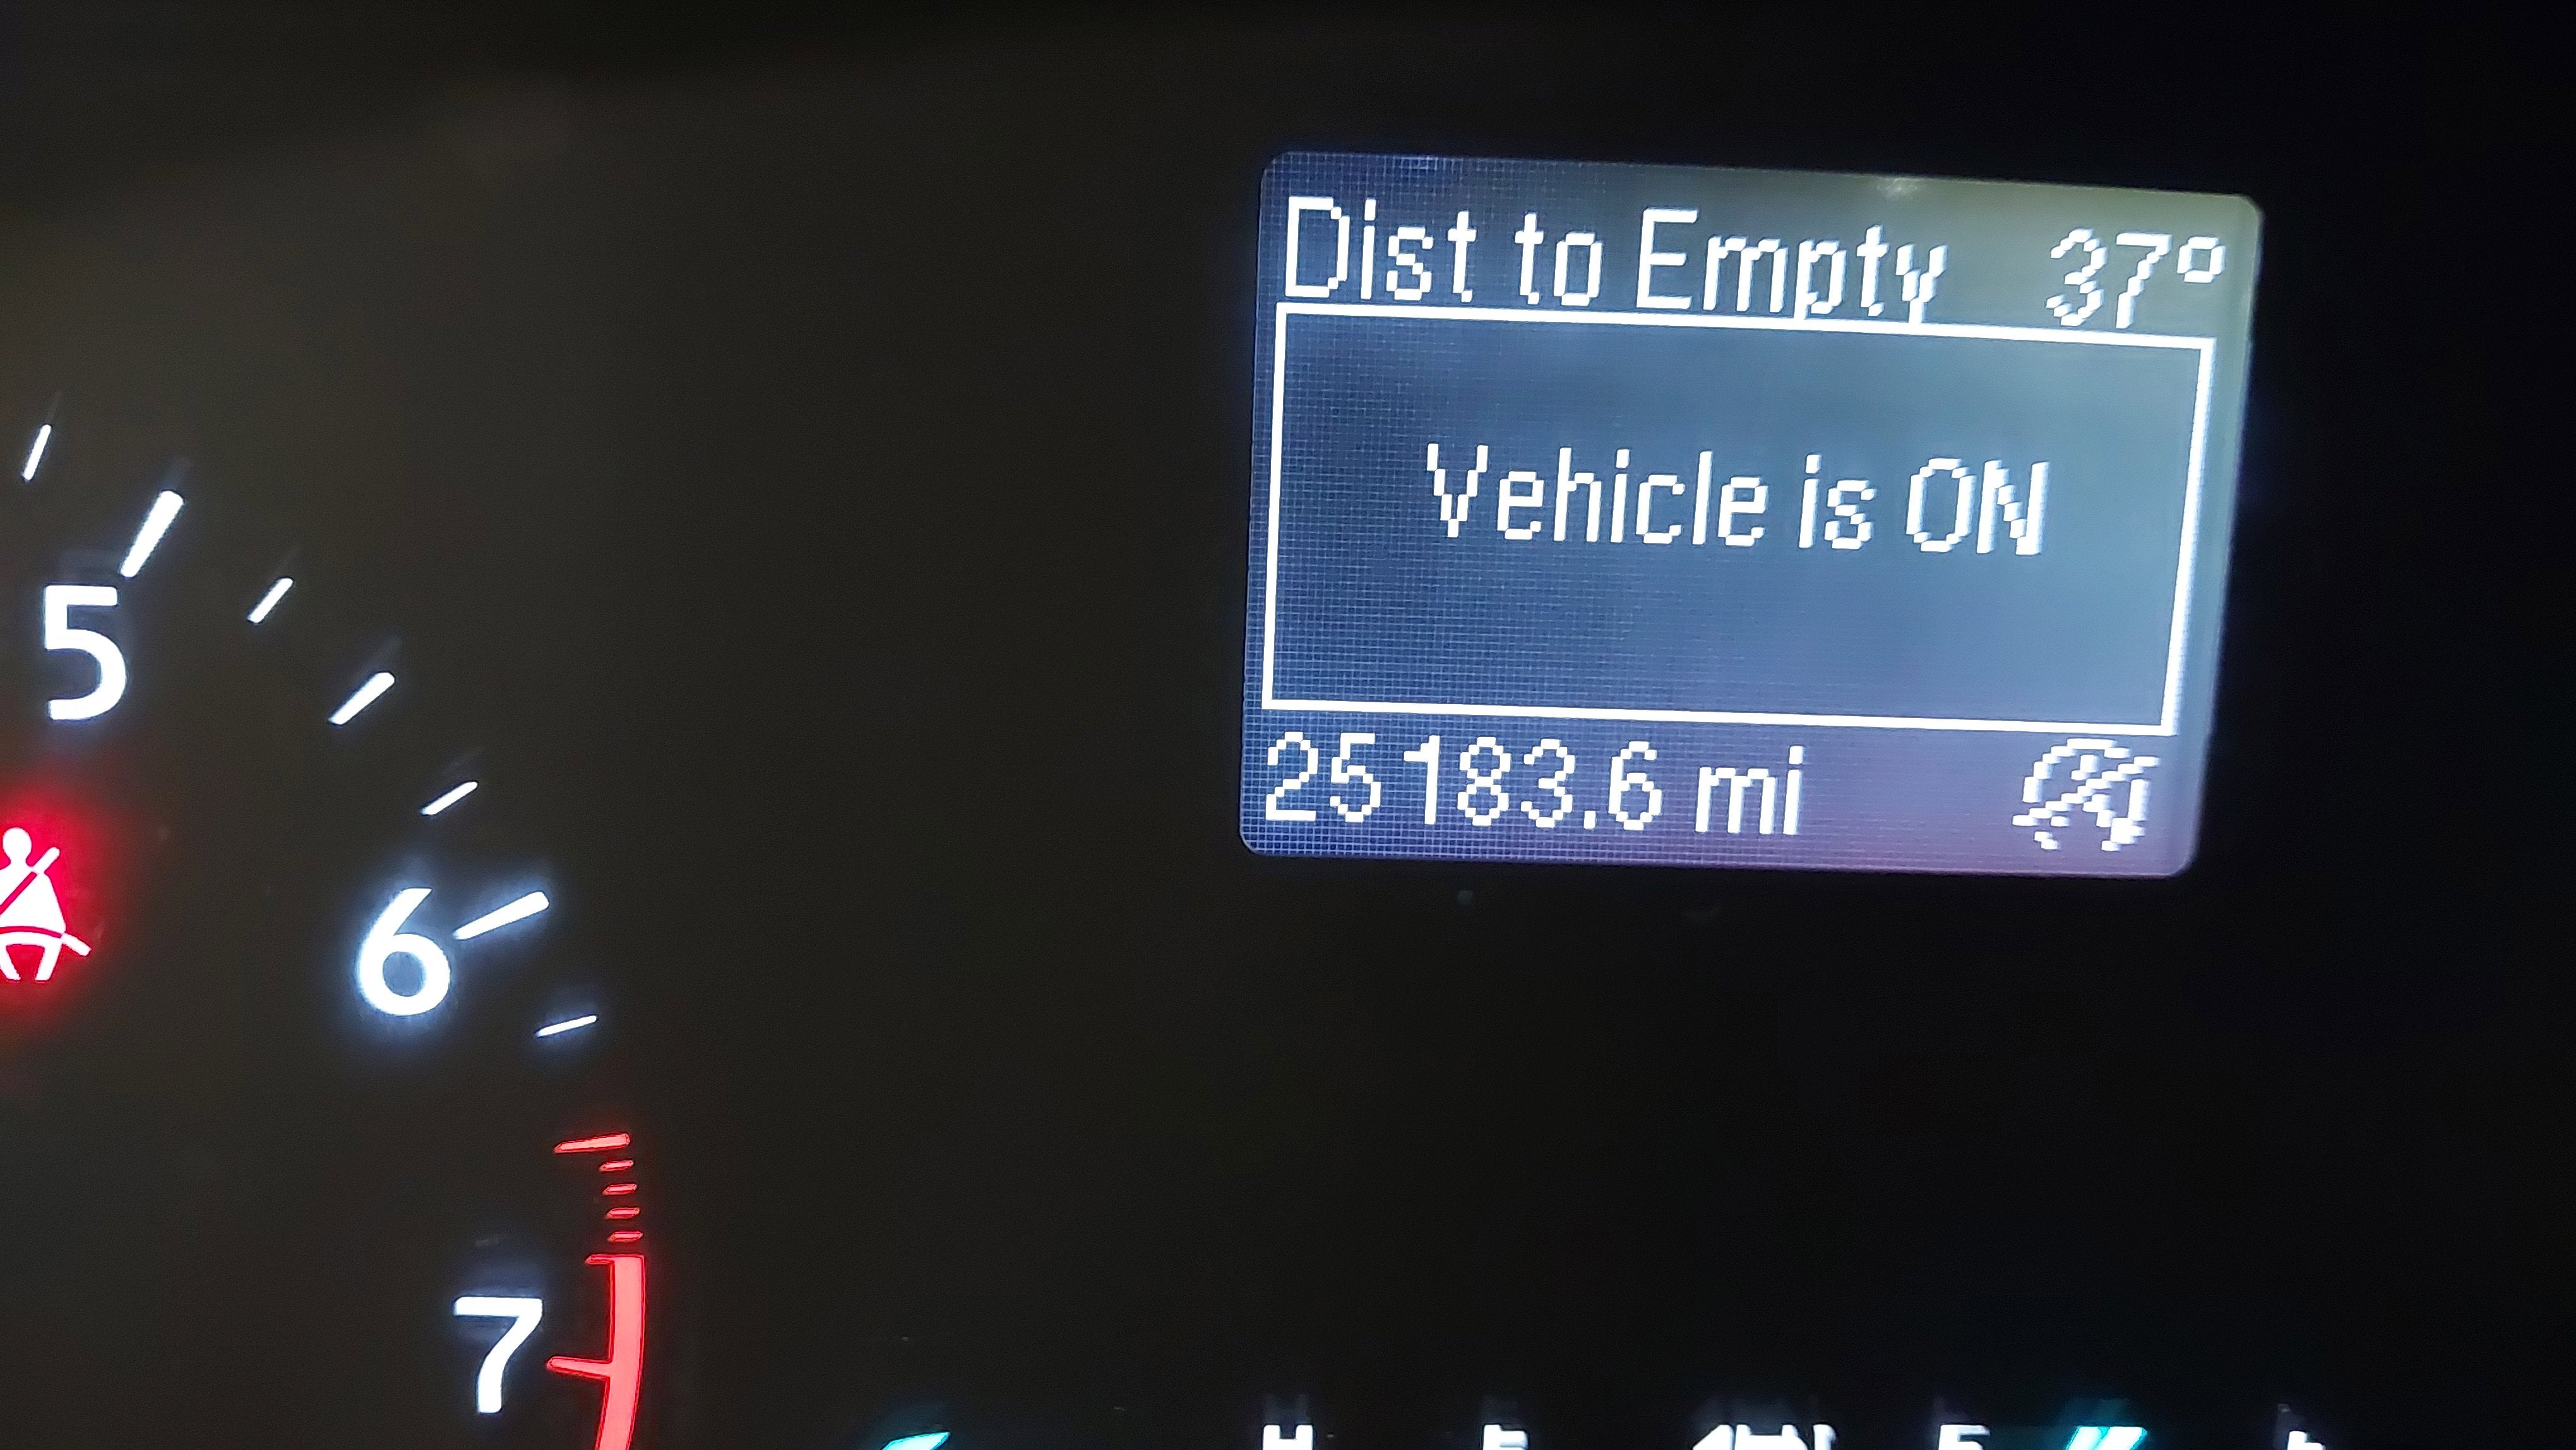 Dist to Empty 37°
Vehicle is ON
25183.6 mi
5
6
7